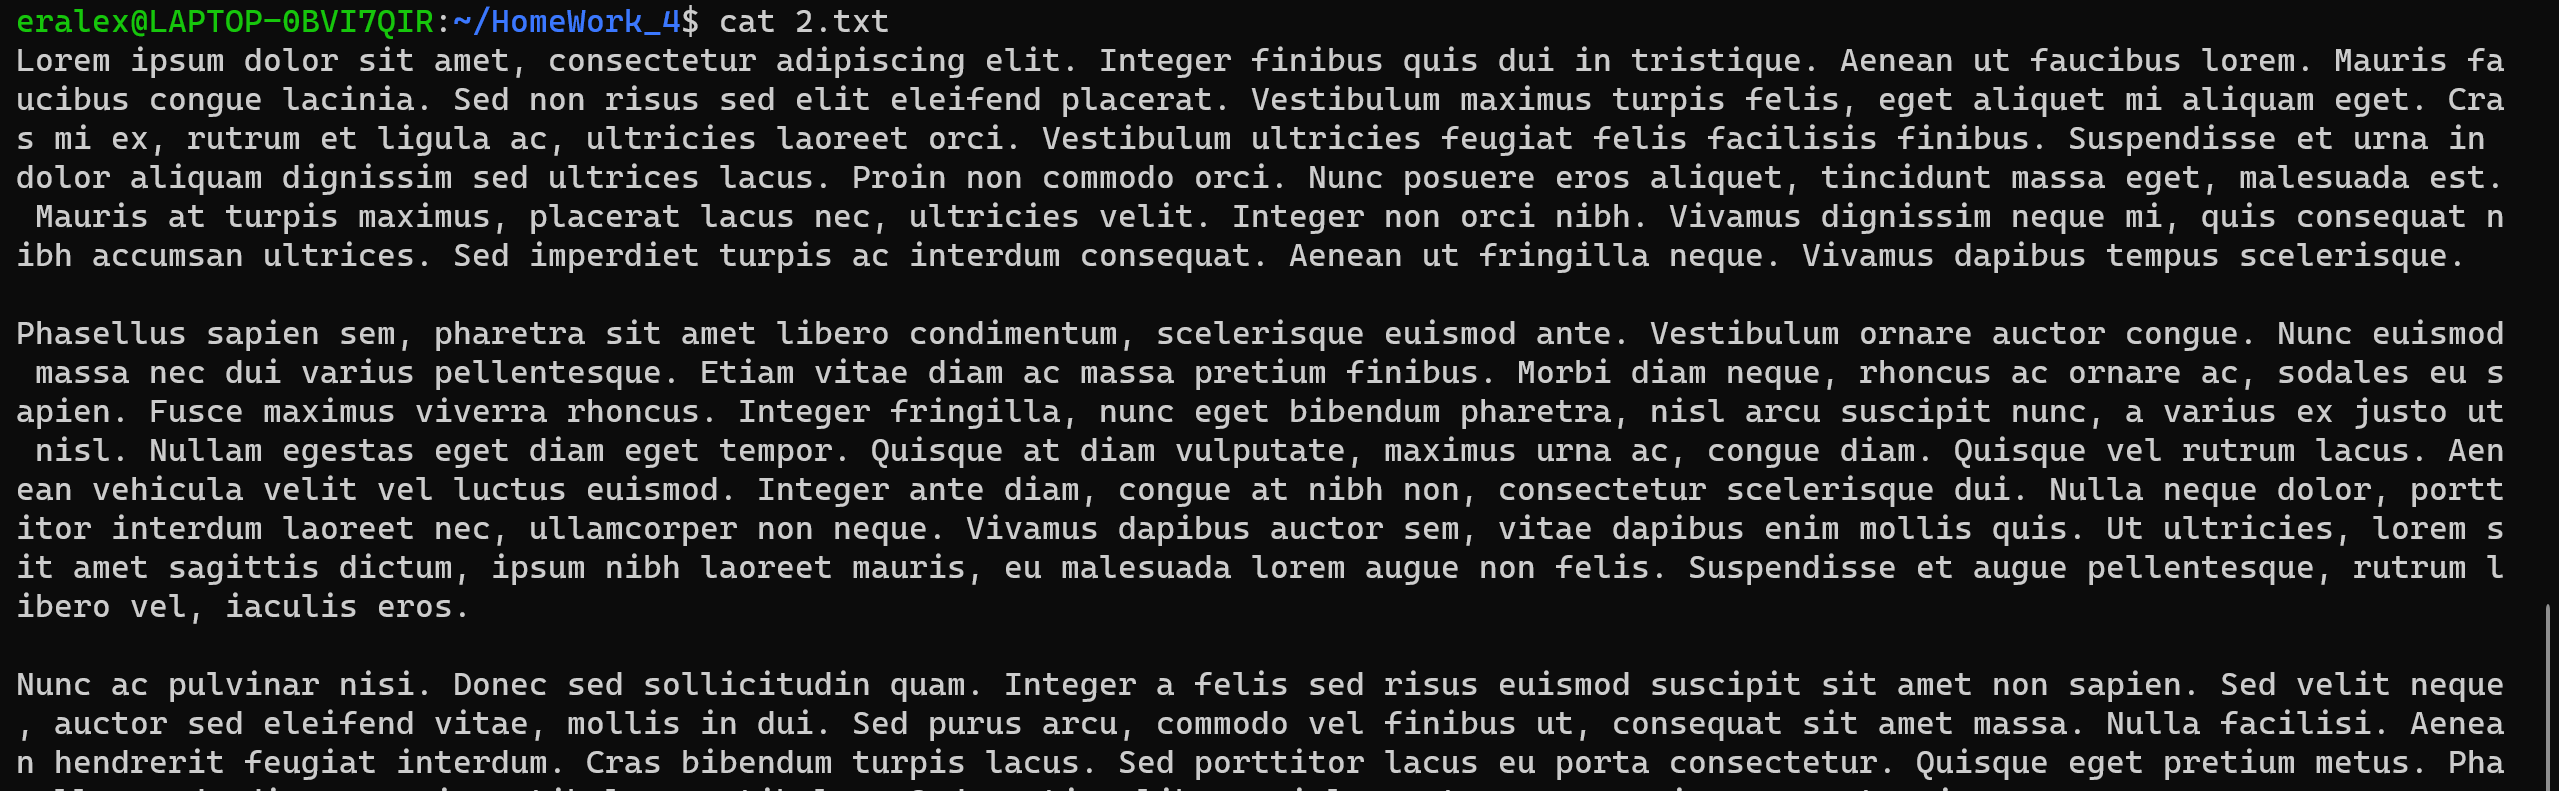 eralex@LAPTOP-0BVI7QIR:~/HomeWork_4$ cat 2.txt
Lorem ipsum dolor sit amet, consectetur adipiscing elit. Integer finibus quis dui in tristique. Aenean ut faucibus lorem. Mauris fa
ucibus congue lacinia. Sed non risus sed elit eleifend placerat. Vestibulum maximus turpis felis, eget aliquet mi aliquam eget. Cra
s mi ex, rutrum et ligula ac, ultricies laoreet orci. Vestibulum ultricies feugiat felis facilisis finibus. Suspendisse et urna in
dolor aliquam dignissim sed ultrices lacus. Proin non commodo orci. Nunc posuere eros aliquet, tincidunt massa eget, malesuada est.
 Mauris at turpis maximus, placerat lacus nec, ultricies velit. Integer non orci nibh. Vivamus dignissim neque mi, quis consequat n
ibh accumsan ultrices. Sed imperdiet turpis ac interdum consequat. Aenean ut fringilla neque. Vivamus dapibus tempus scelerisque.

Phasellus sapien sem, pharetra sit amet libero condimentum, scelerisque euismod ante. Vestibulum ornare auctor congue. Nunc euismod
 massa nec dui varius pellentesque. Etiam vitae diam ac massa pretium finibus. Morbi diam neque, rhoncus ac ornare ac, sodales eu s
apien. Fusce maximus viverra rhoncus. Integer fringilla, nunc eget bibendum pharetra, nisl arcu suscipit nunc, a varius ex justo ut
 nisl. Nullam egestas eget diam eget tempor. Quisque at diam vulputate, maximus urna ac, congue diam. Quisque vel rutrum lacus. Aen
ean vehicula velit vel luctus euismod. Integer ante diam, congue at nibh non, consectetur scelerisque dui. Nulla neque dolor, portt
itor interdum laoreet nec, ullamcorper non neque. Vivamus dapibus auctor sem, vitae dapibus enim mollis quis. Ut ultricies, lorem s
it amet sagittis dictum, ipsum nibh laoreet mauris, eu malesuada lorem augue non felis. Suspendisse et augue pellentesque, rutrum l
ibero vel, iaculis eros.

Nunc ac pulvinar nisi. Donec sed sollicitudin quam. Integer a felis sed risus euismod suscipit sit amet non sapien. Sed velit neque
, auctor sed eleifend vitae, mollis in dui. Sed purus arcu, commodo vel finibus ut, consequat sit amet massa. Nulla facilisi. Aenea
n hendrerit feugiat interdum. Cras bibendum turpis lacus. Sed porttitor lacus eu porta consectetur. Quisque eget pretium metus. Pha